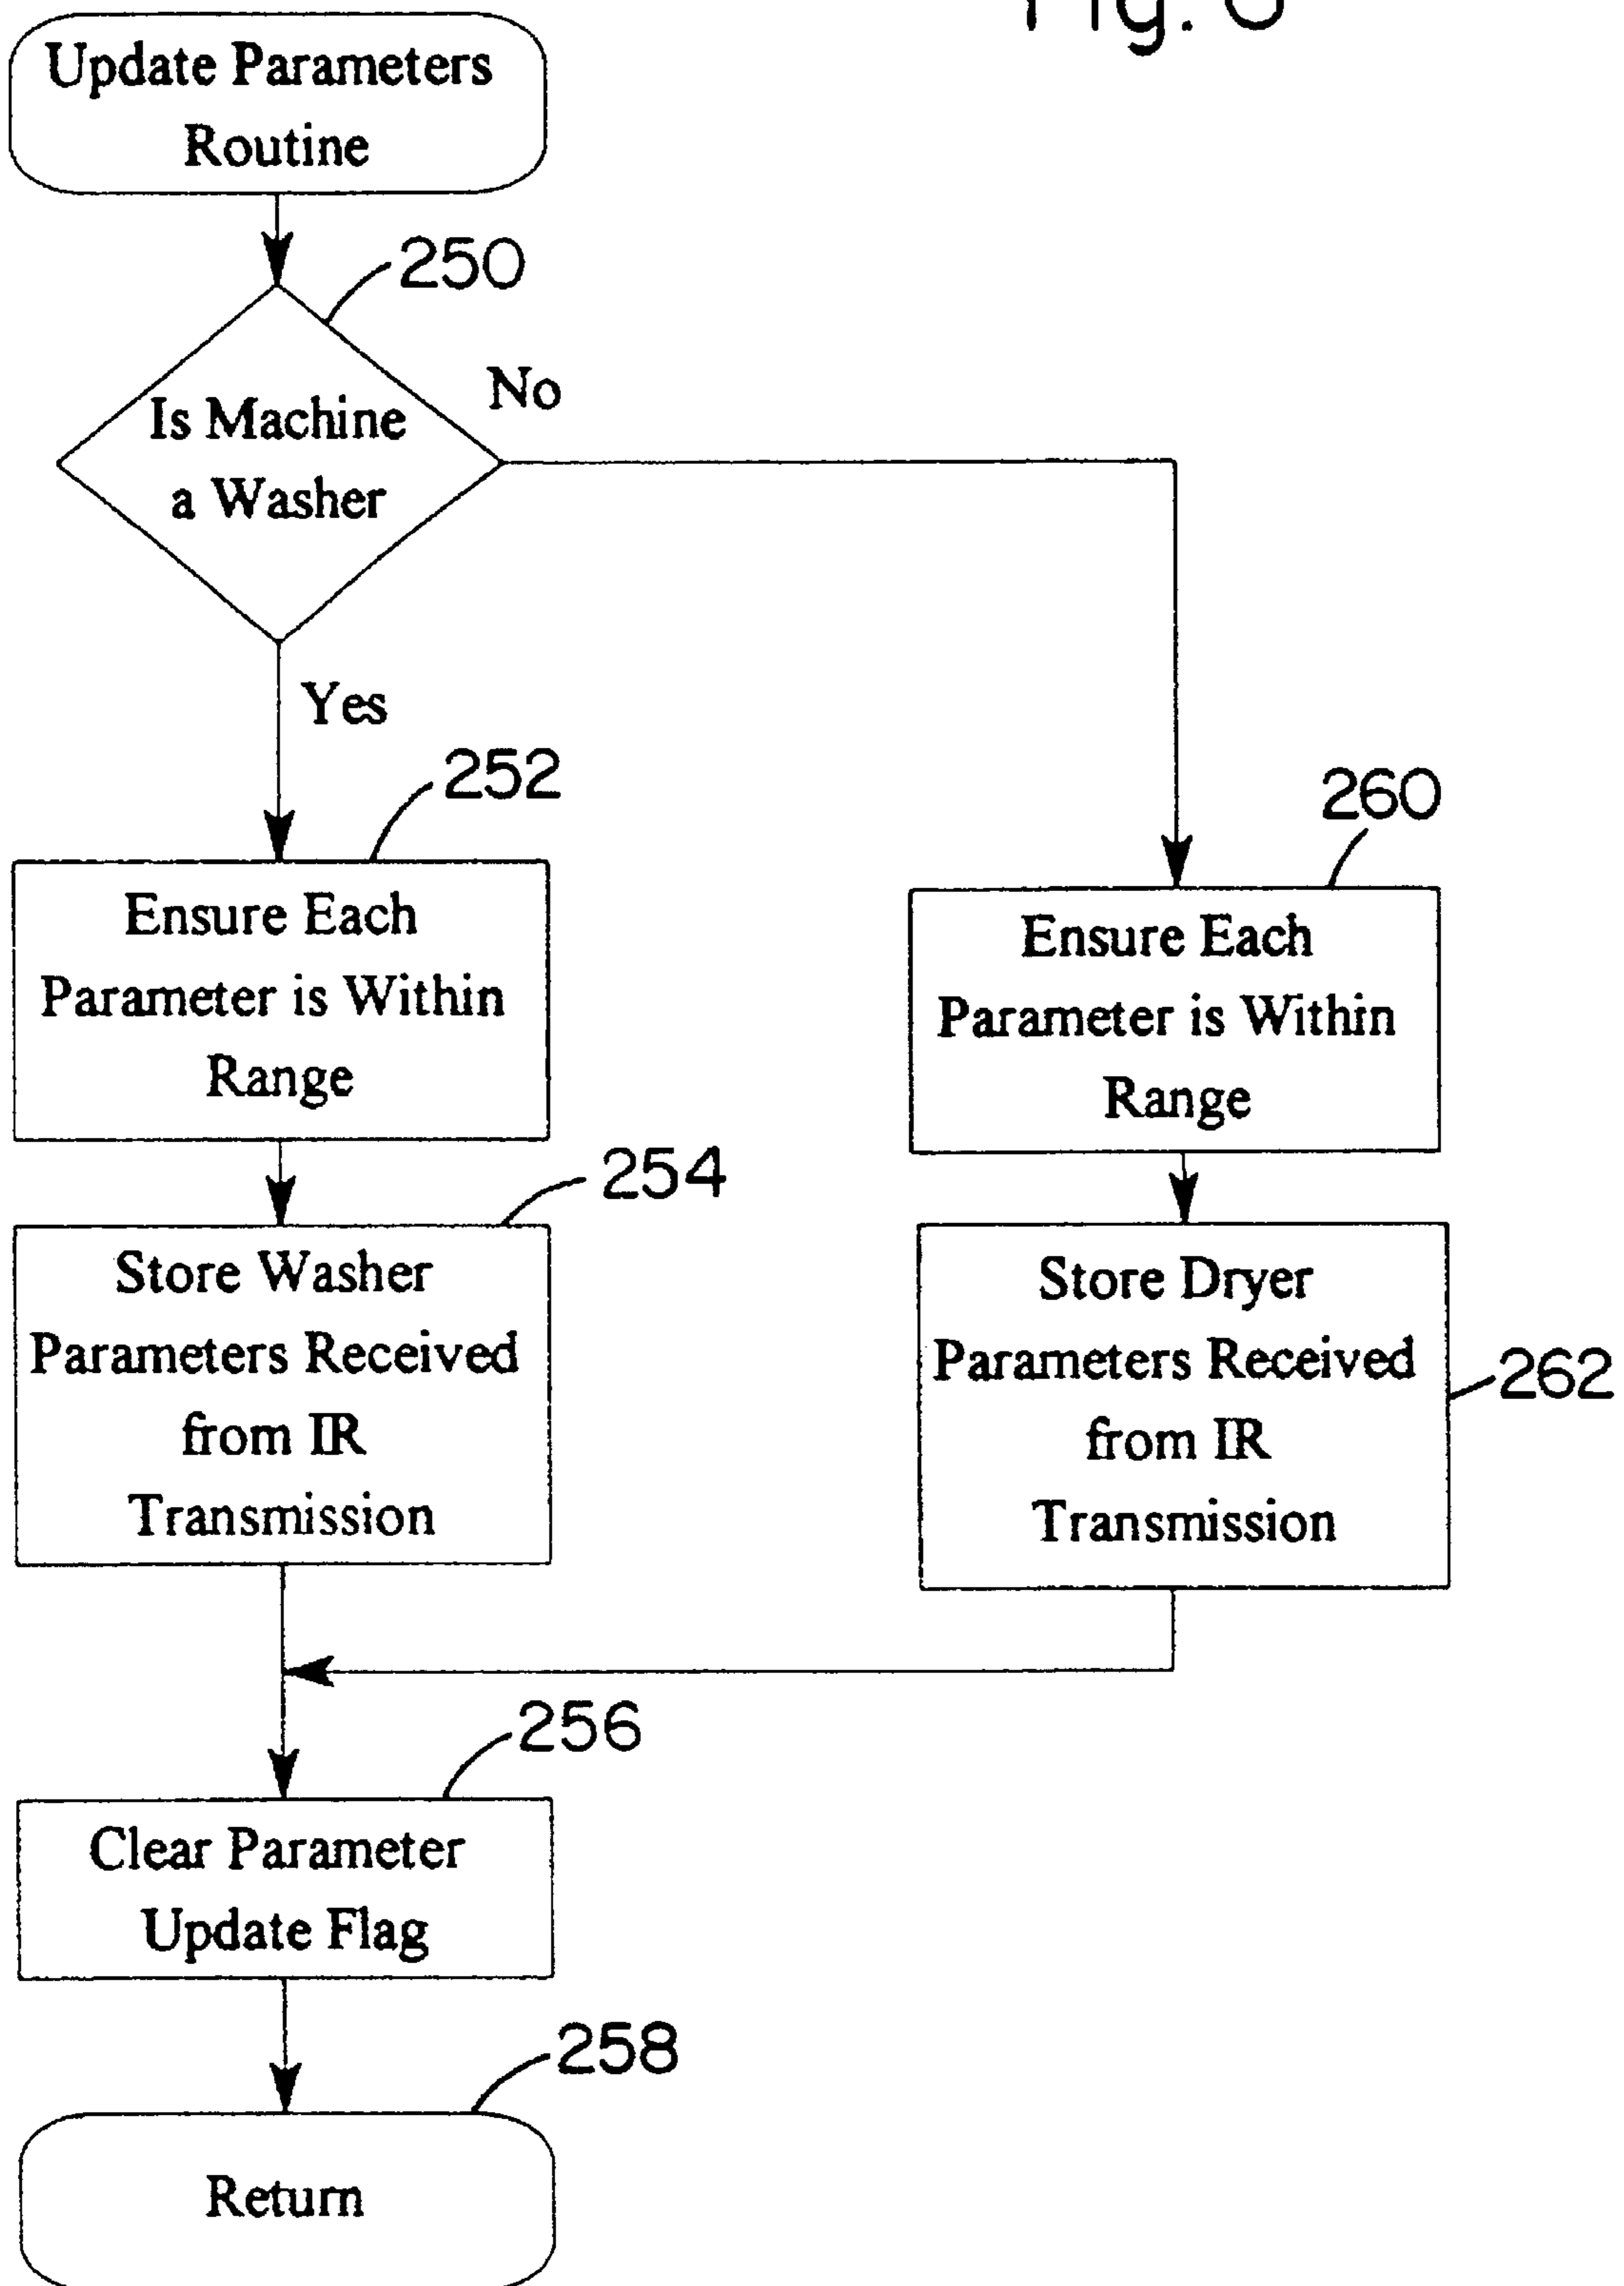 Update Parameters
Routine
250
Is Machine
a Washer
No
Yes
252
Ensure Each
Parameter is Within
Range
260
Ensure Each
Parameter is Within
Range
254
Store Washer
Parameters Received
from IR
Transmission
Store Dryer
Parameters Received
from IR
Transmission
262
256
Clear Parameter
Update Flag
258
Return